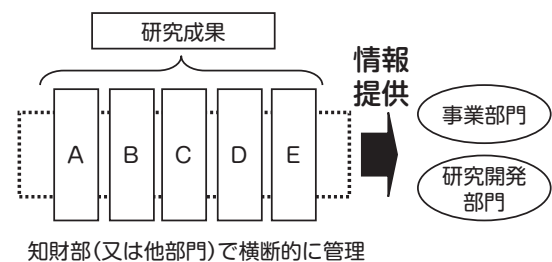 研究成果
情報
提供
A
B
C
D
E
事業部門
研究開発
部門
知財部(又は他部門)で横断的に管理